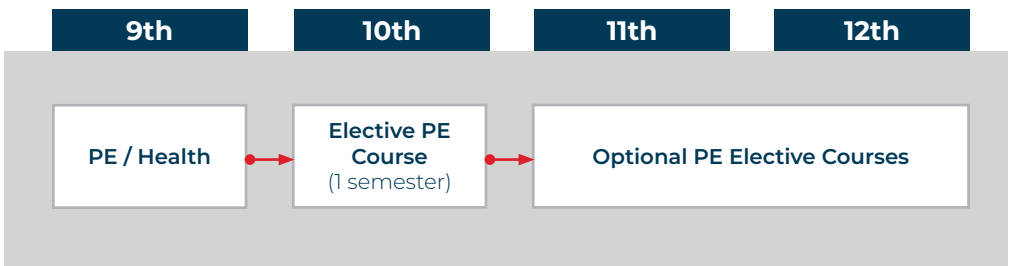 9th
10th
11th
12th
PE / Health
Elective PE
Course
(1 semester)
Optional PE Elective Courses